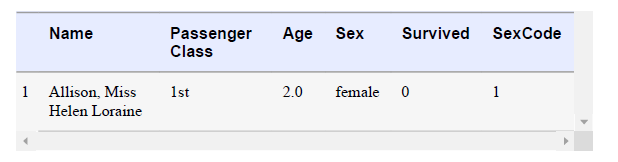 Name Passenger Class Age Sex Survived SexCode
1 Allison, Miss Helen Loraine 1st 2.0 female 0 1